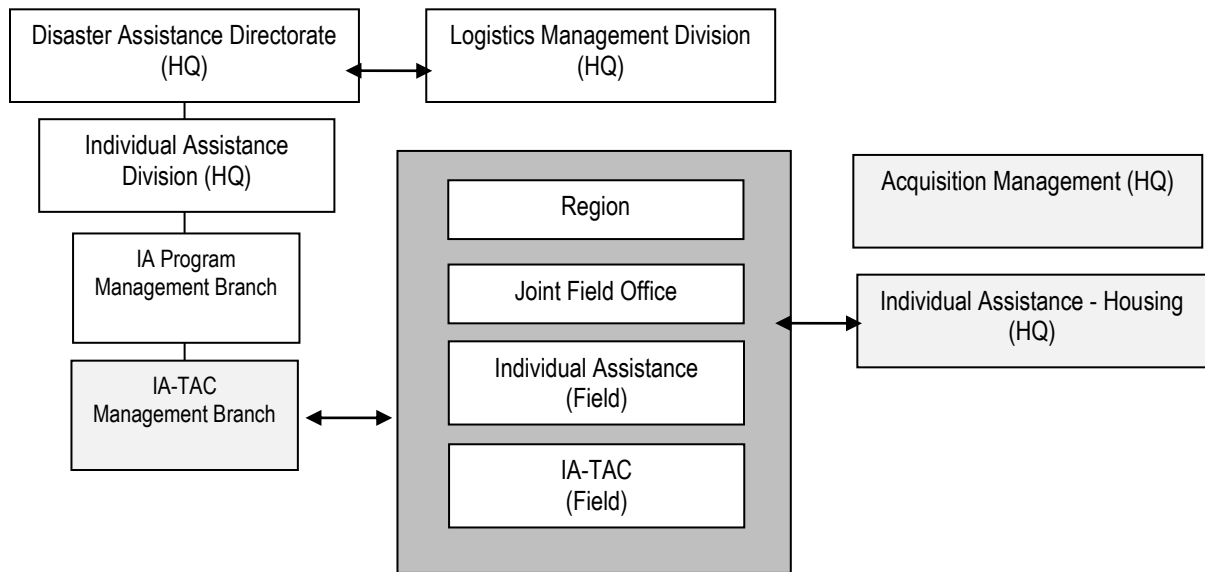 Disaster Assistance Directorate
(HQ)
Logistics Management Division
(HQ)
Individual Assistance
Division (HQ)
IA Program
Management Branch
IA-TAC
Management Branch
Region
Joint Field Office
Individual Assistance
(Field)
IA-TAC
(Field)
Acquisition Management (HQ)
Individual Assistance - Housing
(HQ)